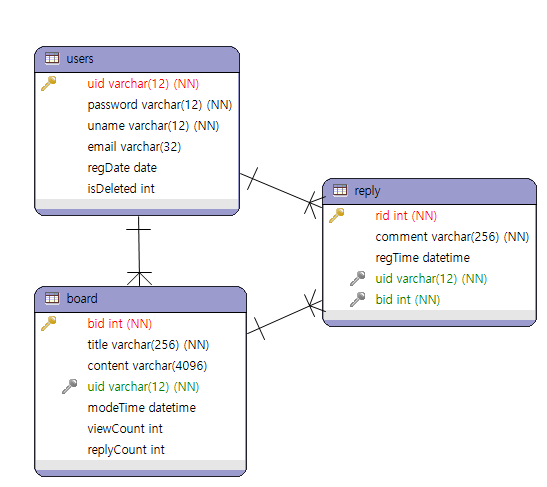 users
uid varchar(12) (NN)
password varchar(12) (NN)
uname varchar(12) (NN)
email varchar(32)
regDate date
isDeleted int
reply
rid int (NN)
comment varchar(256) (NN)
regTime datetime
uid varchar(12) (NN)
bid int (NN)
board
bid int (NN)
title varchar(256) (NN)
content varchar(4096)
uid varchar(12) (NN)
modeTime datetime
viewCount int
replyCount int